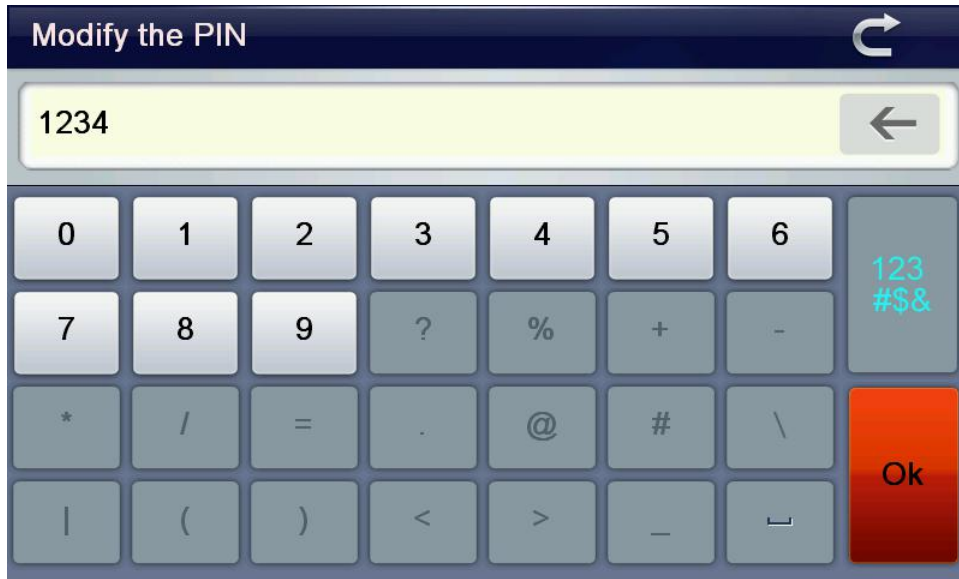 Modify the PIN
1234
0 1 2 3 4 5 6
123
#$&
7 8 9 ? % + -
* / = . @ # \
Ok
| ( ) < > _